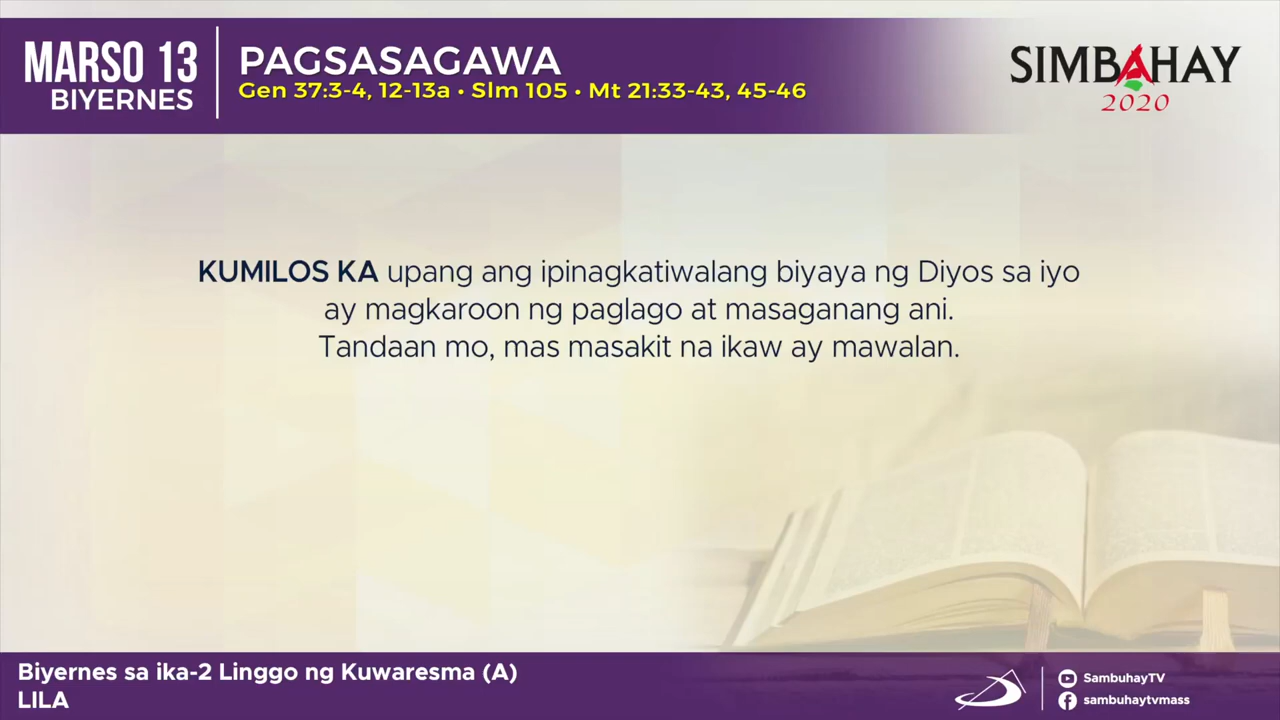 MARSO 13
BIYERNES
PAGSASAGAWA
Gen 37:3-4, 12-13a • Slm 105 • Mt 21:33-43, 45-46
SIMBAHAY
2020
KUMILOS KA upang ang ipinagkatiwalang biyaya ng Diyos sa iyo
ay magkaroon ng paglago at masaganang ani.
Tandaan mo, mas masakit na ikaw ay mawalan.
Biyernes sa ika-2 Linggo ng Kuwaresma (A)
LILA
SambuhayTV
sambuhaytvmass